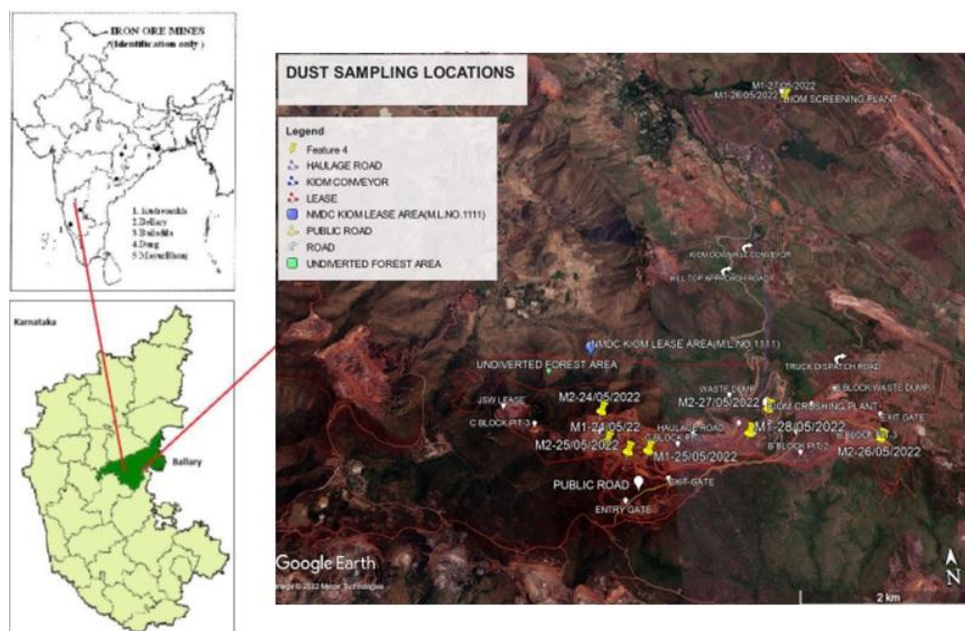 IRON ORE MINES
(Identification only)
1. Kudremukh
2. Bellary
3. Bailadila
4. Durg
5. Mayurbhanj
Karnataka
Ballary
DUST SAMPLING LOCATIONS
Legend
Feature 4
HAULAGE ROAD
KIOM CONVEYOR
LEASE
NMDC KIOM LEASE AREA(M.L.NO.1111)
PUBLIC ROAD
ROAD
UNDIVERTED FOREST AREA
M1-27/05/2022
M1-26/05/2022
SCREENING PLANT
HILL TOP APPROACH ROAD
NMDC KIOM LEASE AREA(M.L.NO.1111)
UNDIVERTED FOREST AREA
TRUCK DISPATCH ROAD
JSW LEASE
M2-24/05/2022
WASTE DUMP
B BLOCK WASTE DUMP
M2-27/05/2022
CRUSHING PLANT
C BLOCK PIT-3
M1-24/05/22
HAULAGE ROAD
M1-28/05/2022
EXIT GATE
M2-25/05/2022
C BLOCK PIT
B BLOCK PIT-3
M1-25/05/2022
B BLOCK PIT-2
M2-26/05/2022
PUBLIC ROAD
EXIT GATE
ENTRY GATE
Google Earth
N
2 km